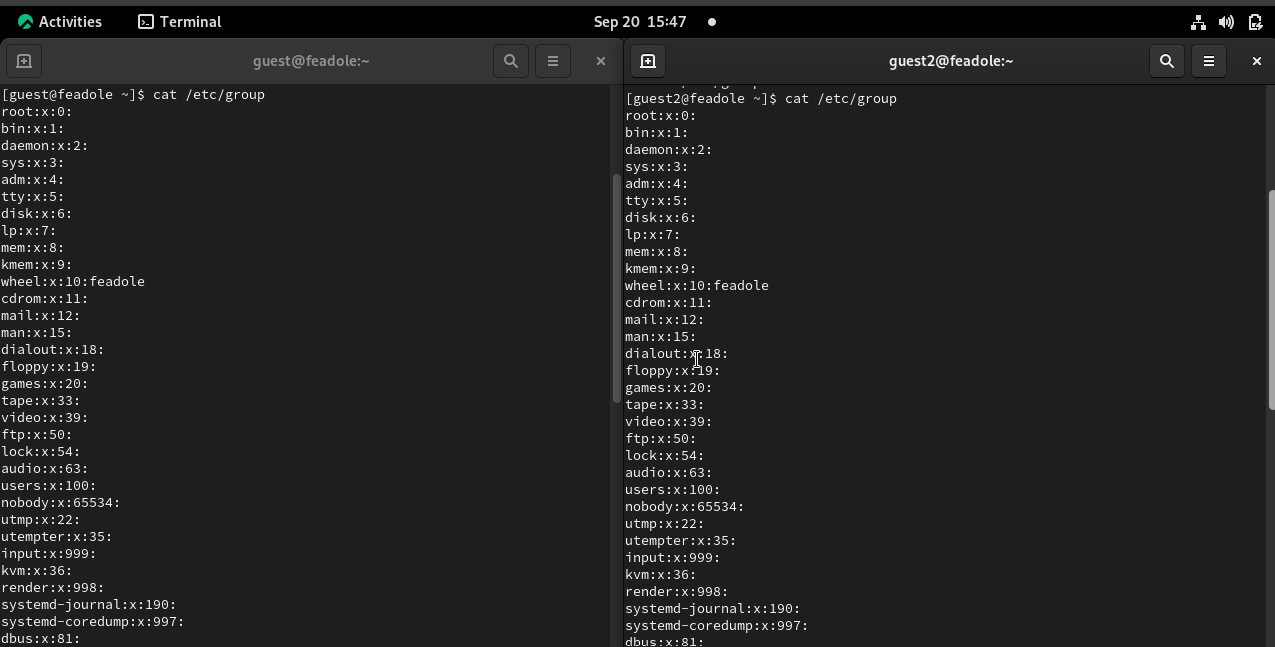 Activities Terminal Sep 20 15:47
guest@feadole:~
[guest@feadole ~]$ cat /etc/group
root:x:0:
bin:x:1:
daemon:x:2:
sys:x:3:
adm:x:4:
tty:x:5:
disk:x:6:
lp:x:7:
mem:x:8:
kmem:x:9:
wheel:x:10:feadole
cdrom:x:11:
mail:x:12:
man:x:15:
dialout:x:18:
floppy:x:19:
games:x:20:
tape:x:33:
video:x:39:
ftp:x:50:
lock:x:54:
audio:x:63:
users:x:100:
nobody:x:65534:
utmp:x:22:
utempter:x:35:
input:x:999:
kvm:x:36:
render:x:998:
systemd-journal:x:190:
systemd-coredump:x:997:
dbus:x:81:
guest2@feadole:~
[guest2@feadole ~]$ cat /etc/group
root:x:0:
bin:x:1:
daemon:x:2:
sys:x:3:
adm:x:4:
tty:x:5:
disk:x:6:
lp:x:7:
mem:x:8:
kmem:x:9:
wheel:x:10:feadole
cdrom:x:11:
mail:x:12:
man:x:15:
dialout:x:18:
floppy:x:19:
games:x:20:
tape:x:33:
video:x:39:
ftp:x:50:
lock:x:54:
audio:x:63:
users:x:100:
nobody:x:65534:
utmp:x:22:
utempter:x:35:
input:x:999:
kvm:x:36:
render:x:998:
systemd-journal:x:190:
systemd-coredump:x:997:
dbus:x:81: